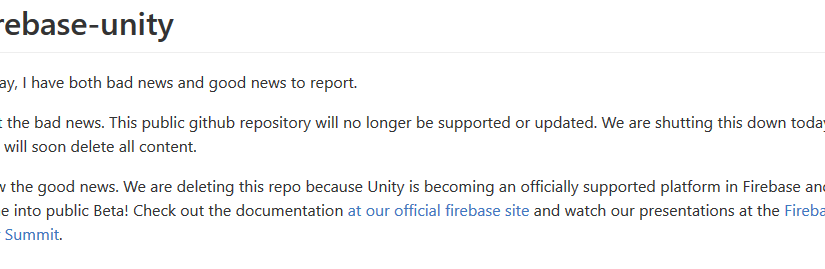 rebase-unity
ay, I have both bad news and good news to report.
t the bad news. This public github repository will no longer be supported or updated. We are shutting this down toda
will soon delete all content.
w the good news. We are deleting this repo because Unity is becoming an officially supported platform in Firebase an
e into public Beta! Check out the documentation at our official firebase site and watch our presentations at the Fireba
Summit.